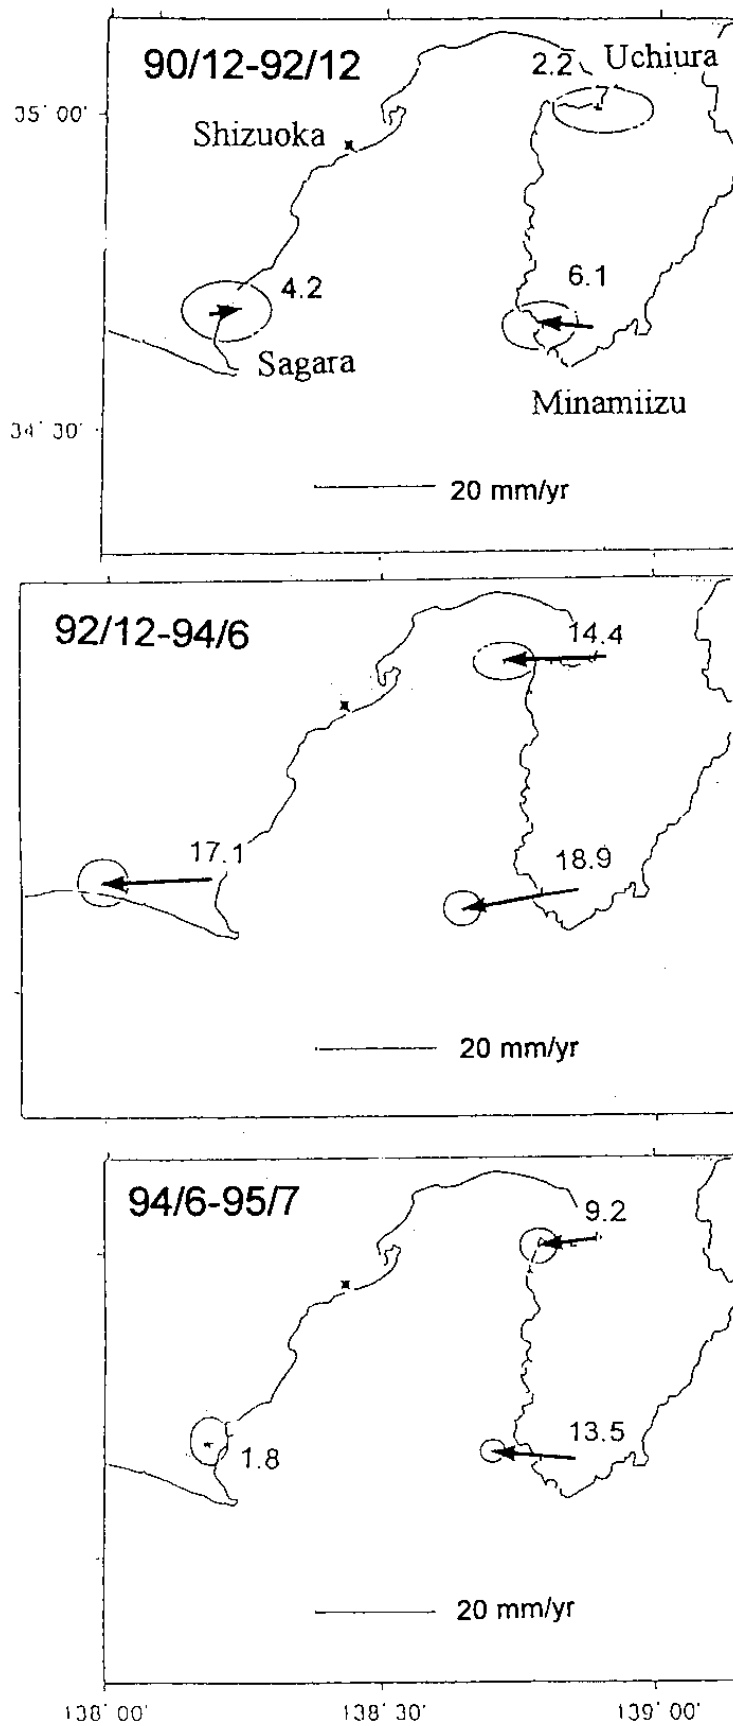 90/12-92/12
2.2
Uchiura
35° 00'
Shizuoka
4.2
6.1
Sagara
Minamiizu
34° 30'
20 mm/yr
92/12-94/6
14.4
17.1
18.9
20 mm/yr
94/6-95/7
9.2
13.5
1.8
20 mm/yr
138° 00'
138° 30'
139° 00'